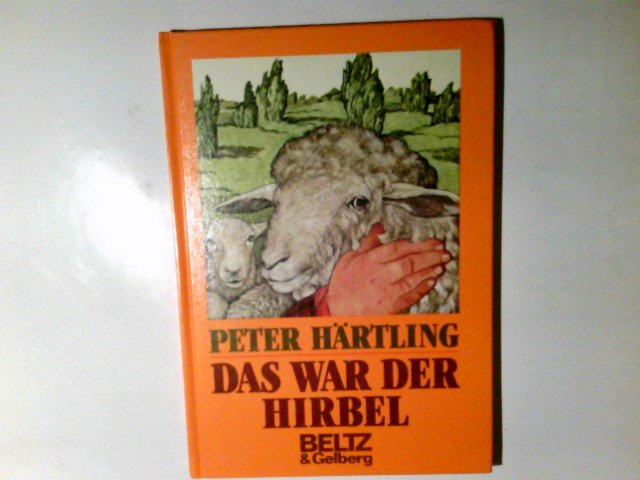 PETER HÄRTLING
DAS WAR DER
HIRBEL
BELTZ
& Gelberg